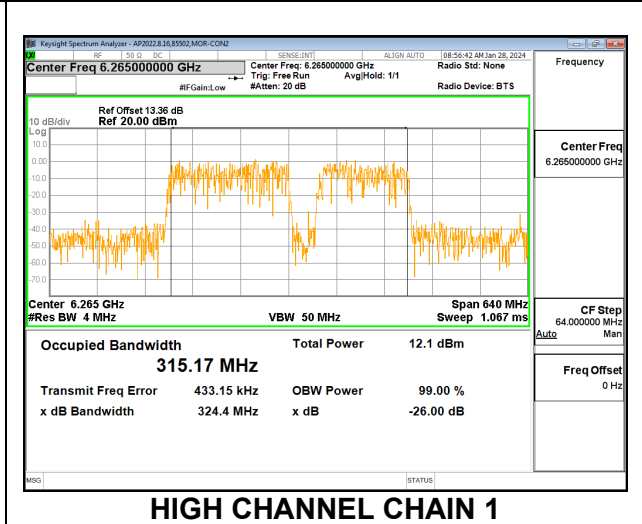 Keysight Spectrum Analyzer - AP2022.8.16,85502,MOR-CON2
RF 50 Ω DC SENSE:INT ALIGN AUTO 08:56:42 AM Jan 28, 2024
Center Freq 6.265000000 GHz
Center Freq: 6.265000000 GHz
Radio Std: None
Trig: Free Run Avg|Hold: 1/1
#IFGain:Low #Atten: 20 dB Radio Device: BTS
Frequency
Ref Offset 13.36 dB
10 dB/div Ref 20.00 dBm
Log
10.0
0.00
-10.0
-20.0
-30.0
-40.0
-50.0
-60.0
-70.0
Center 6.265 GHz Span 640 MHz
#Res BW 4 MHz VBW 50 MHz Sweep 1.067 ms
Center Freq
6.265000000 GHz
CF Step
64.000000 MHz
Auto Man
Freq Offset
0 Hz
Occupied Bandwidth Total Power 12.1 dBm
315.17 MHz
Transmit Freq Error 433.15 kHz OBW Power 99.00 %
x dB Bandwidth 324.4 MHz x dB -26.00 dB
MSG STATUS
HIGH CHANNEL CHAIN 1